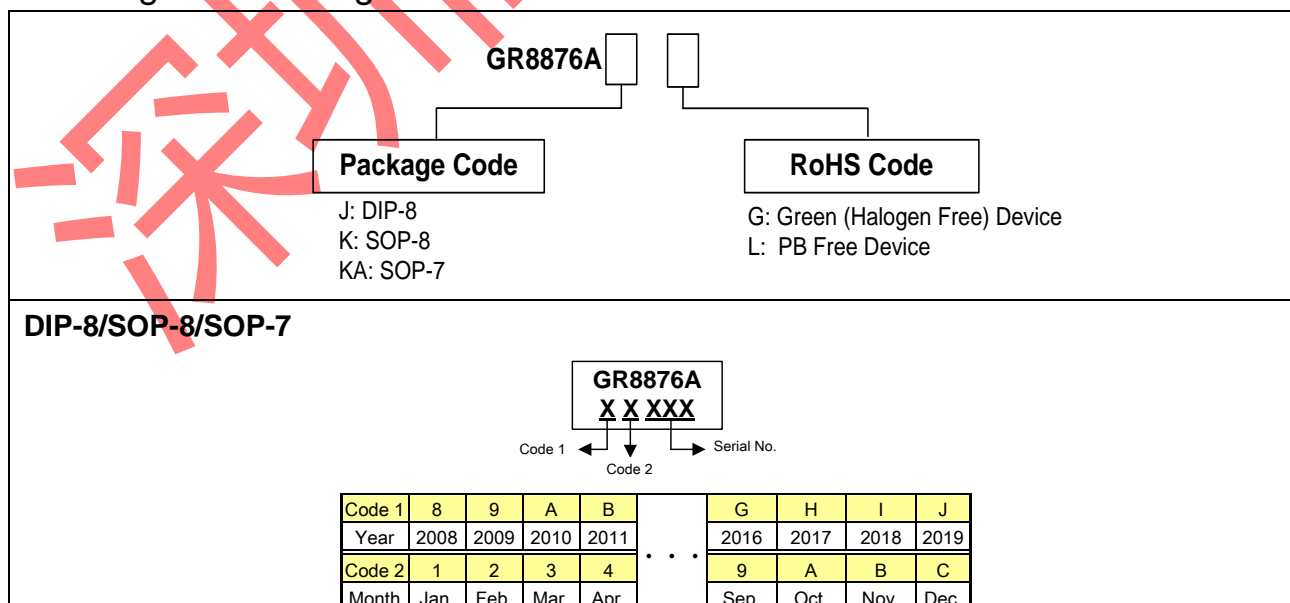 GR8876A
Package Code
RoHS Code
J: DIP-8
K: SOP-8
KA: SOP-7
G: Green (Halogen Free) Device
L: PB Free Device
DIP-8/SOP-8/SOP-7
GR8876A
X X XXX
Code 1
Code 2
Serial No.
Code 1 8 9 A B . . . G H I J
Year 2008 2009 2010 2011 2016 2017 2018 2019
Code 2 1 2 3 4 9 A B C
Month Jan Feb Mar Apr Sep Oct Nov Dec
深圳